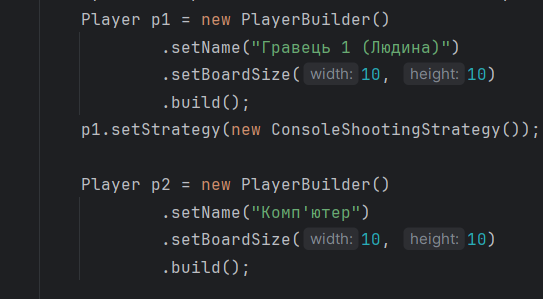 Player p1 = new PlayerBuilder()
.setName("Гравець 1 (Людина)")
.setBoardSize( width: 10, height: 10)
.build();
p1.setStrategy(new ConsoleShootingStrategy());
Player p2 = new PlayerBuilder()
.setName("Комп'ютер")
.setBoardSize( width: 10, height: 10)
.build();